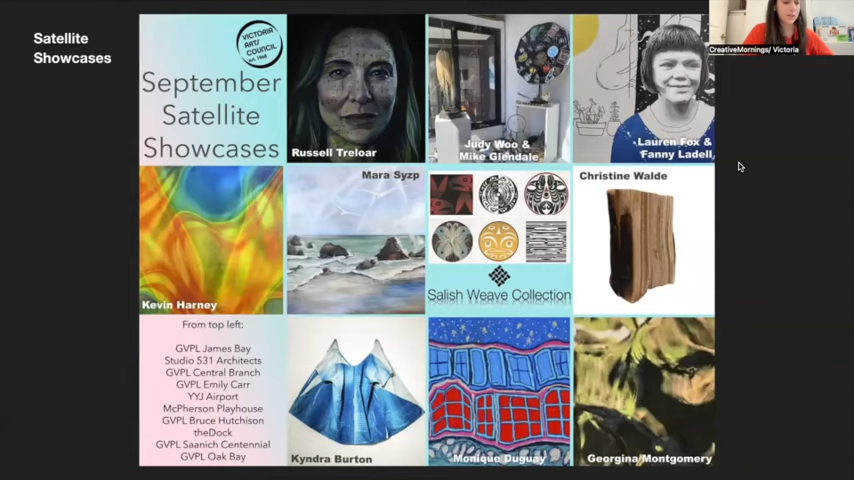 Satellite
Showcases
VICTORIA
ARTS
COUNCIL
est. 1968
September
Satellite
Showcases
Russell Treloar
Judy Woo &
Mike Glendale
Lauren Fox &
Fanny Ladell
CreativeMornings/ Victoria
Kevin Harney
Mara Syzp
Salish Weave Collection
Christine Walde
From top left:
GVPL James Bay
Studio 531 Architects
GVPL Central Branch
GVPL Emily Carr
YYJ Airport
McPherson Playhouse
GVPL Bruce Hutchison
theDock
GVPL Saanich Centennial
GVPL Oak Bay
Kyndra Burton
Monique Duguay
Georgina Montgomery